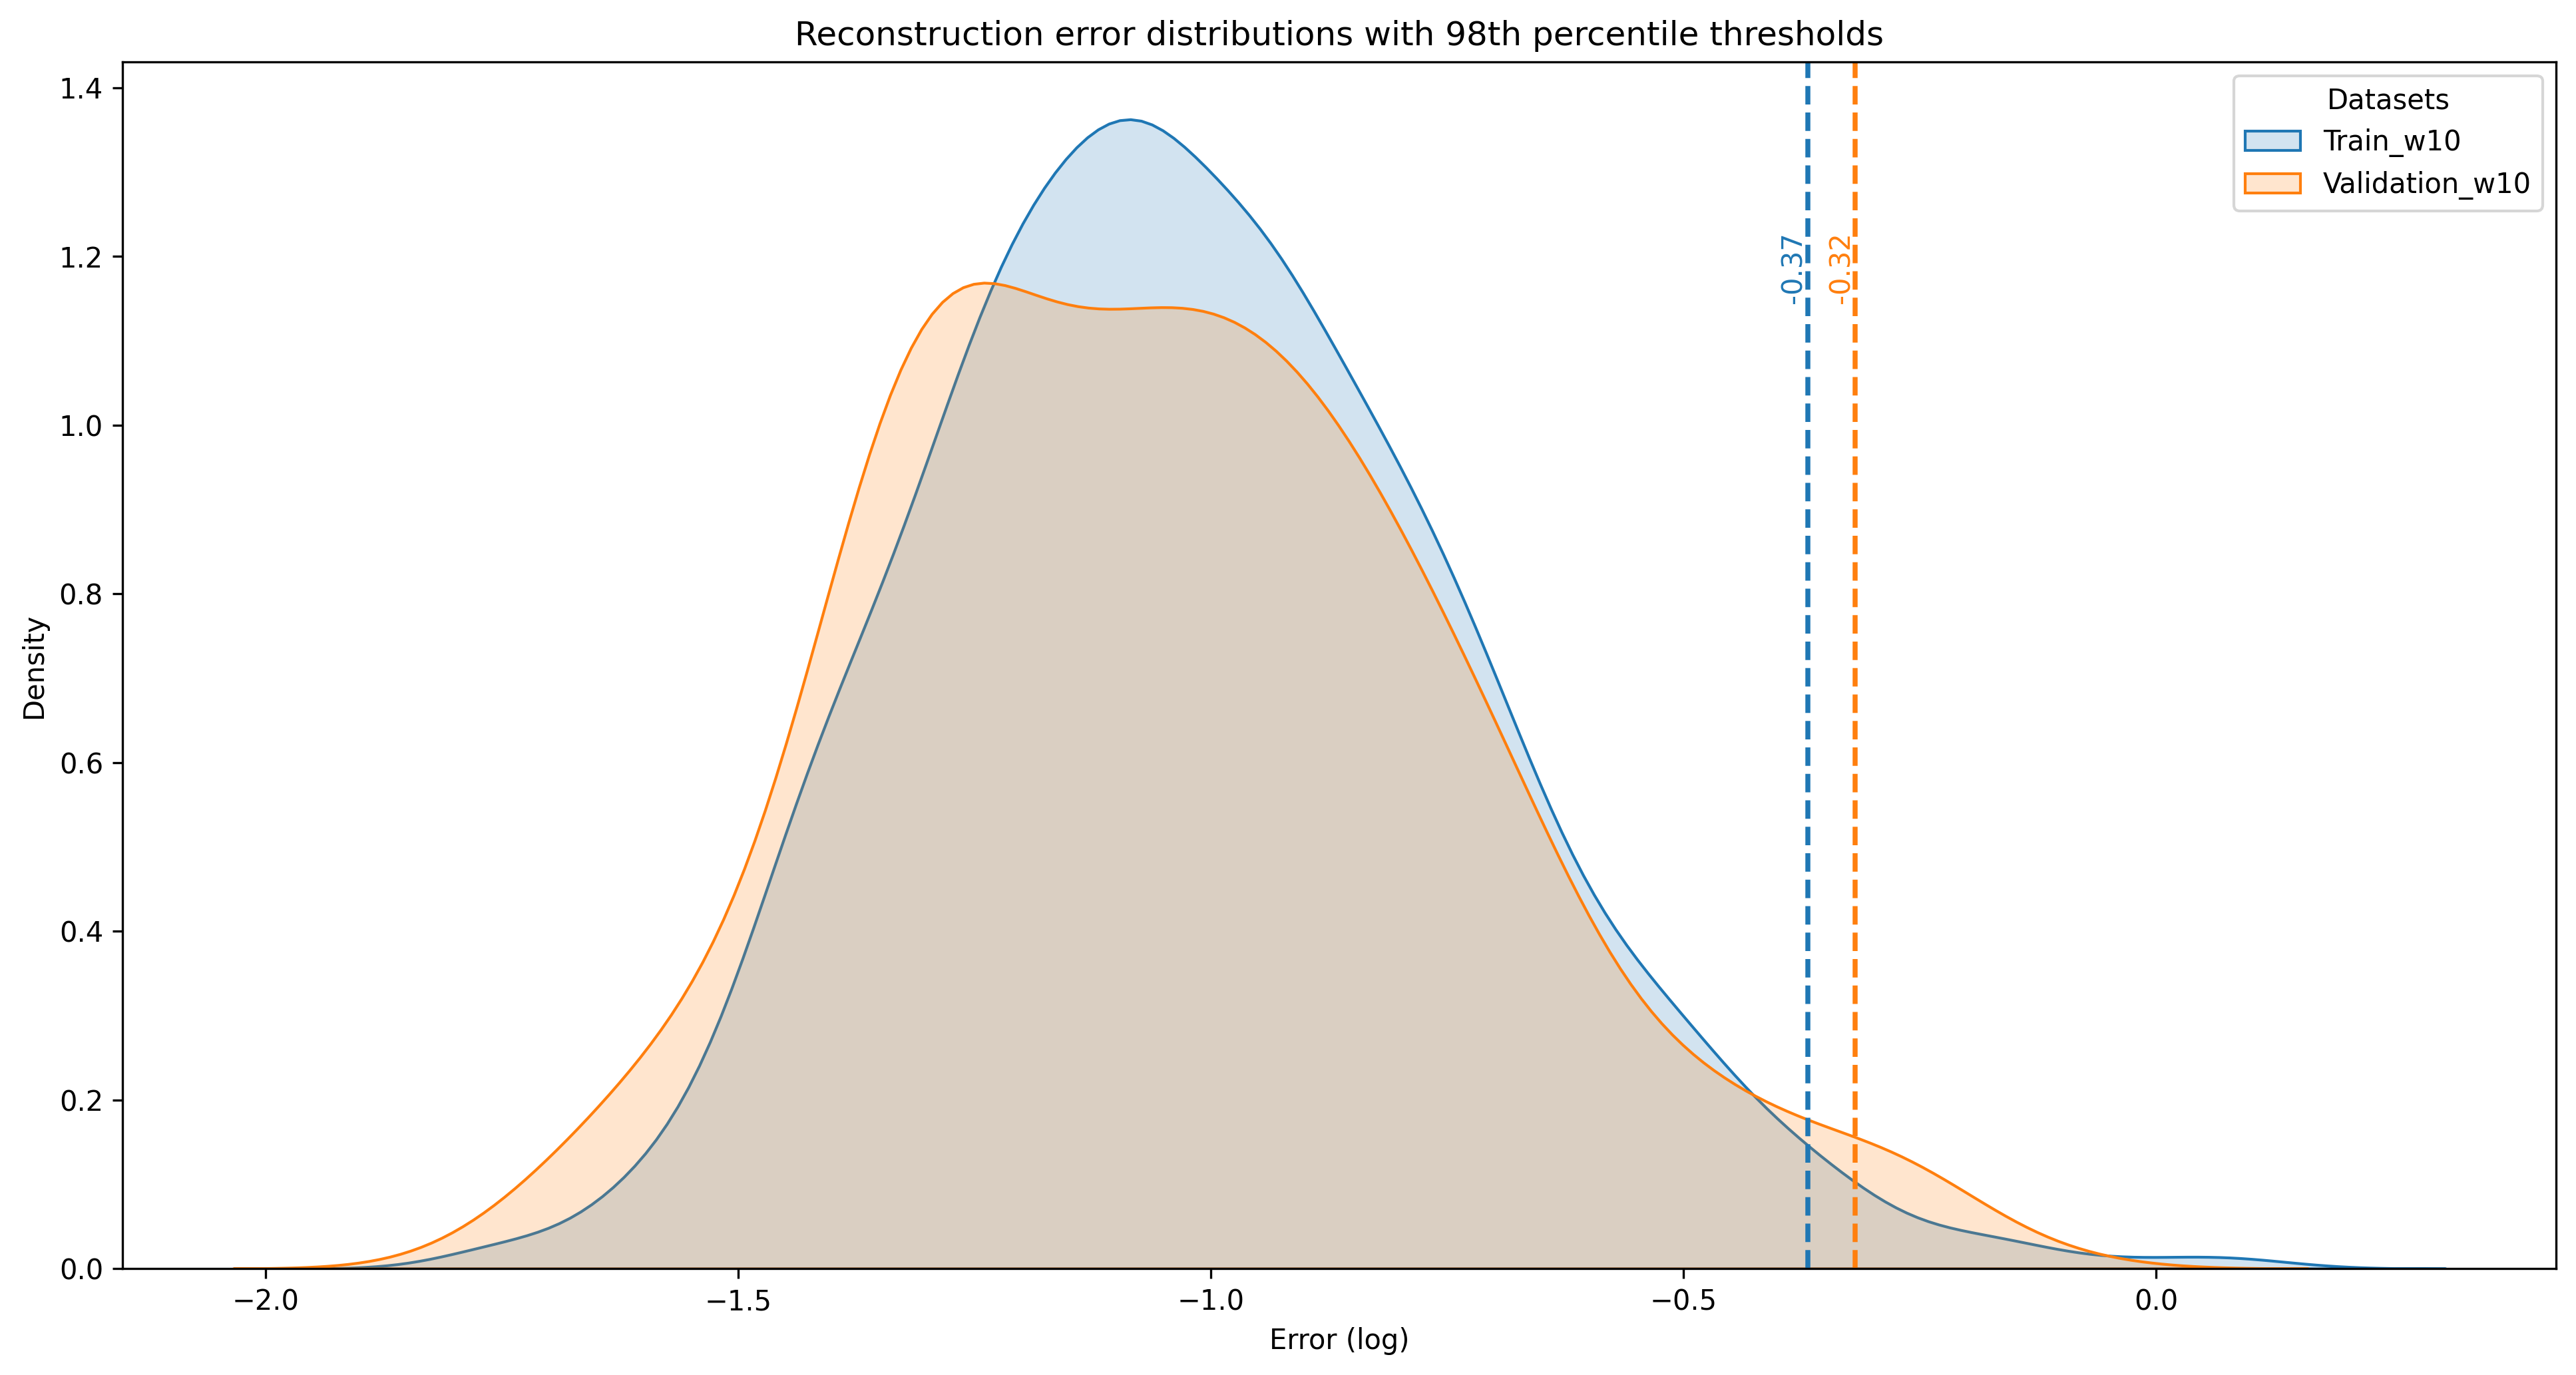 Reconstruction error distributions with 98th percentile thresholds
1.4
1.2
1.0
0.8
0.6
0.4
0.2
0.0
Density
-0.37
-0.32
Datasets
Train_w10
Validation_w10
−2.0
−1.5
−1.0
−0.5
0.0
Error (log)